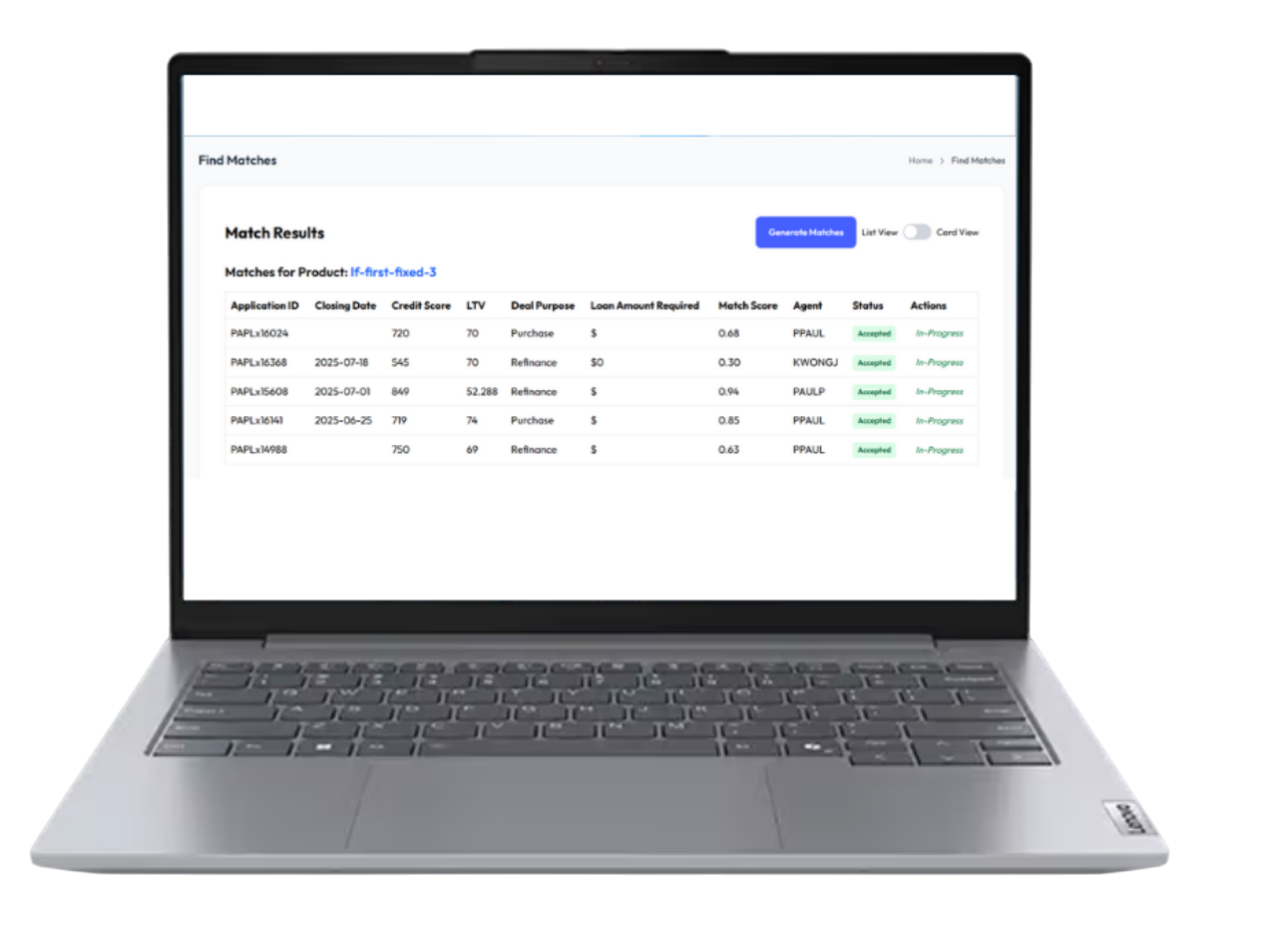 Find Matches
Home > Find Matches
Match Results
Generate Matches List View Card View
Matches for Product: lf-first-fixed-3
Application ID Closing Date Credit Score LTV Deal Purpose Loan Amount Required Match Score Agent Status Actions
PAPLx16024 720 70 Purchase $ 0.68 PPAUL Accepted In-Progress
PAPLx16368 2025-07-18 545 70 Refinance $0 0.30 KWONGJ Accepted In-Progress
PAPLx15608 2025-07-01 849 52.288 Refinance $ 0.94 PAULP Accepted In-Progress
PAPLx16141 2025-06-25 719 74 Purchase $ 0.85 PPAUL Accepted In-Progress
PAPLx14988 750 69 Refinance $ 0.63 PPAUL Accepted In-Progress
Lenovo